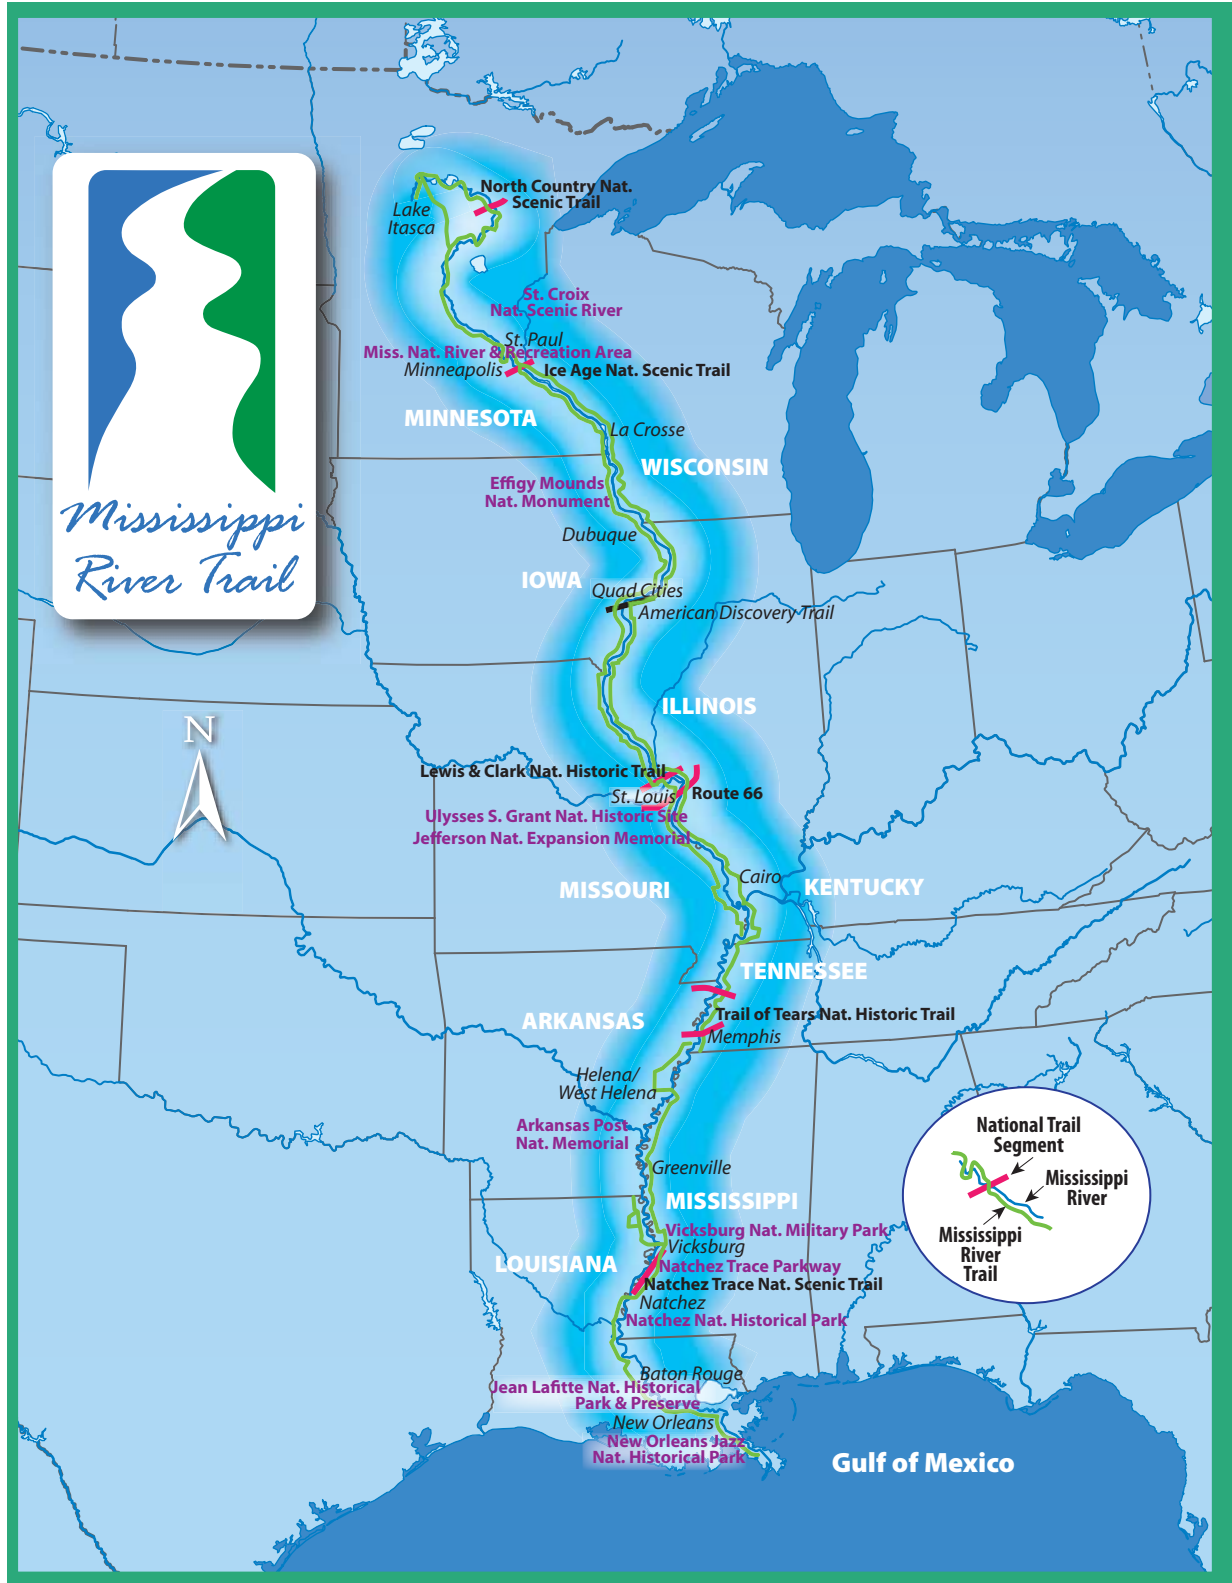 North Country Nat.
Scenic Trail
Lake
Itasca
St. Croix
Nat. Scenic River
St. Paul
Miss. Nat. River & Recreation Area
Minneapolis
Ice Age Nat. Scenic Trail
MINNESOTA
La Crosse
WISCONSIN
Effigy Mounds
Nat. Monument
Mississippi
River Trail
Dubuque
IOWA
Quad Cities
American Discovery Trail
ILLINOIS
N
Lewis & Clark Nat. Historic Trail
St. Louis
Route 66
Ulysses S. Grant Nat. Historic Site
Jefferson Nat. Expansion Memorial
Cairo
MISSOURI
KENTUCKY
TENNESSEE
Trail of Tears Nat. Historic Trail
ARKANSAS
Memphis
Helena/
West Helena
Arkansas Post
Nat. Memorial
Greenville
National Trail
Segment
Mississippi
River
Mississippi
River
Trail
MISSISSIPPI
Vicksburg Nat. Military Park
Vicksburg
LOUISIANA
Natchez Trace Parkway
Natchez Trace Nat. Scenic Trail
Natchez
Natchez Nat. Historical Park
Baton Rouge
Jean Lafitte Nat. Historical
Park & Preserve
New Orleans
New Orleans Jazz
Nat. Historical Park
Gulf of Mexico